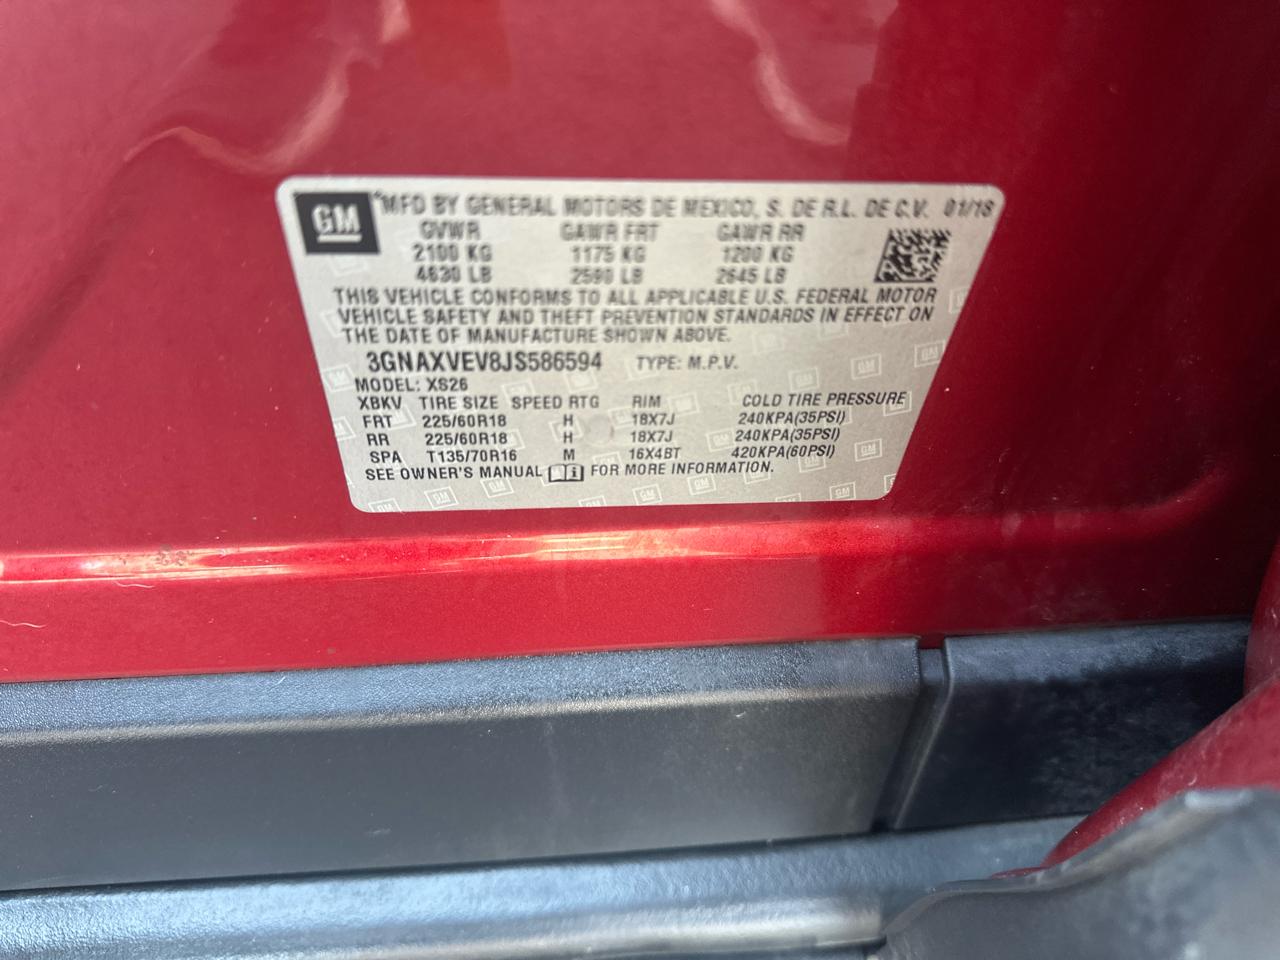 GM
MFD BY GENERAL MOTORS DE MEXICO, S. DE R.L. DE C.V. 01/18
GVWR GAWR FRT GAWR RR
2100 KG 1175 KG 1200 KG
4630 LB 2590 LB 2645 LB
THIS VEHICLE CONFORMS TO ALL APPLICABLE U.S. FEDERAL MOTOR
VEHICLE SAFETY AND THEFT PREVENTION STANDARDS IN EFFECT ON
THE DATE OF MANUFACTURE SHOWN ABOVE.
3GNAXVEV8JS586594 TYPE: M.P.V.
MODEL: XS26
XBKV TIRE SIZE SPEED RTG RIM COLD TIRE PRESSURE
FRT 225/60R18 H 18X7J 240KPA(35PSI)
RR 225/60R18 H 18X7J 240KPA(35PSI)
SPA T135/70R16 M 16X4BT 420KPA(60PSI)
SEE OWNER'S MANUAL i FOR MORE INFORMATION.